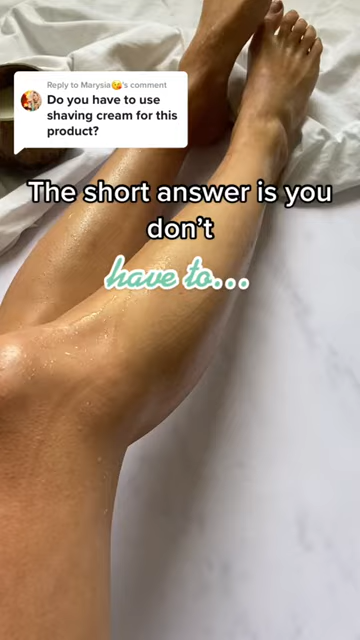 Reply to Marysia😘's comment
Do you have to use
shaving cream for this
product?
The short answer is you
don't
have to...